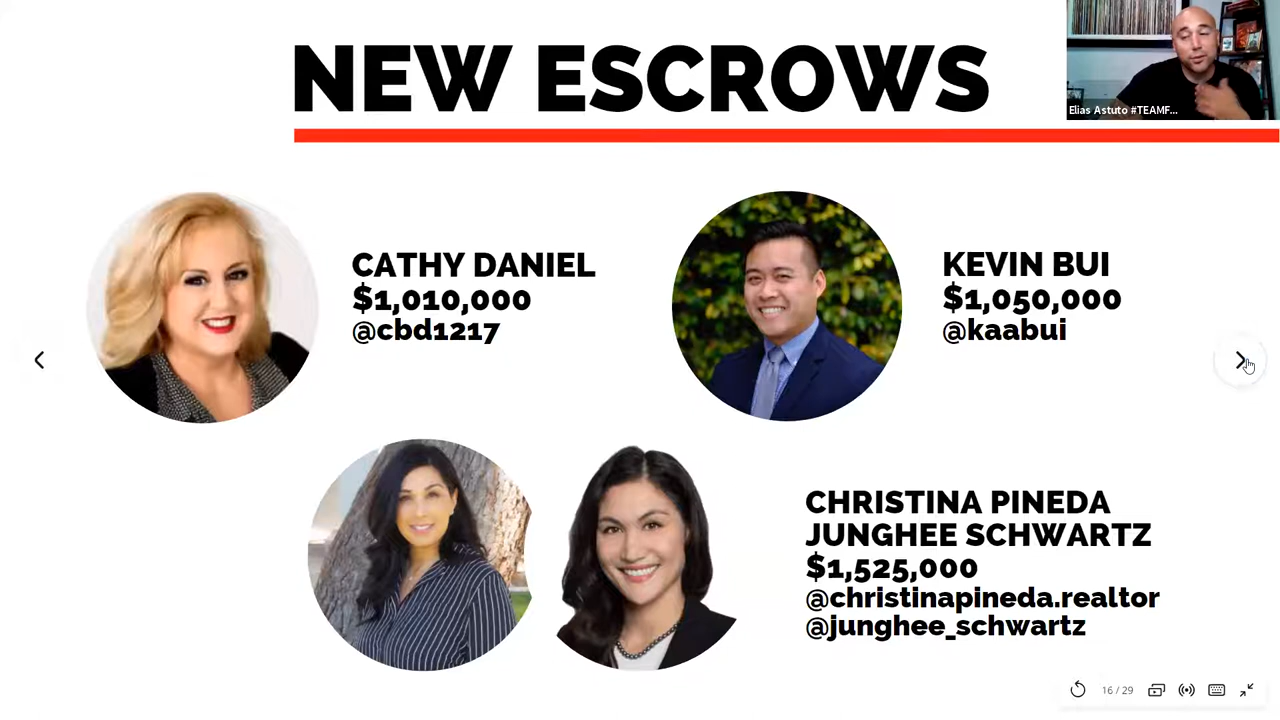 NEW ESCROWS
Elias Astuto #TEAMF...
CATHY DANIEL
$1,010,000
@cbd1217
KEVIN BUI
$1,050,000
@kaabui
CHRISTINA PINEDA
JUNGHEE SCHWARTZ
$1,525,000
@christinapineda.realtor
@junghee_schwartz
16 / 29